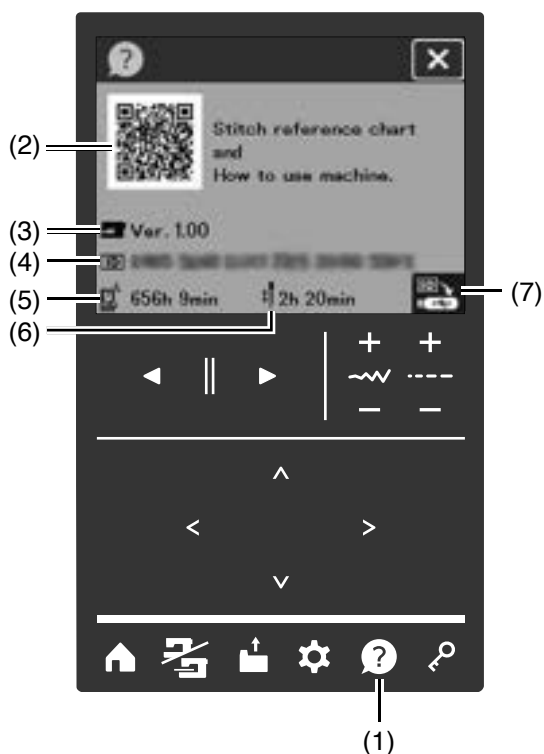 ?
×
Stitch reference chart
and
How to use machine.
(2)
(3)
Ver. 1.00
(4)
(5)
656h 9min
2h 20min
(7)
(6)
+ +
− −
?
(1)